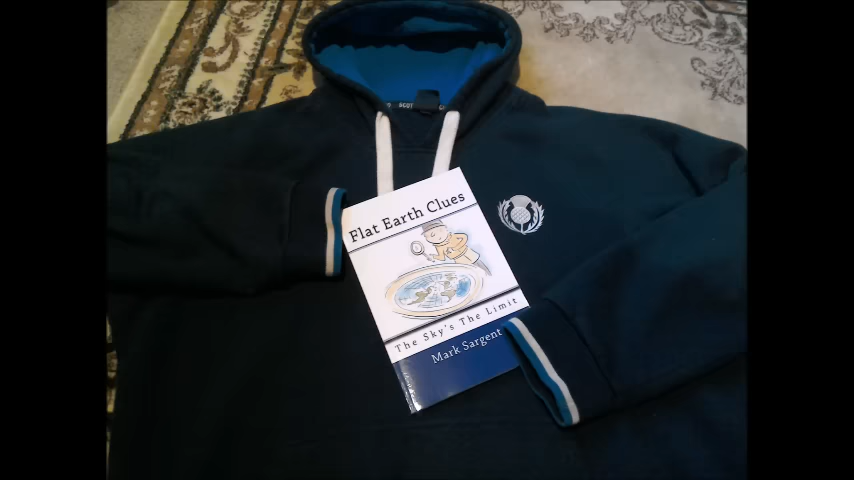 Flat Earth Clues
The Sky's The Limit
Mark Sargent